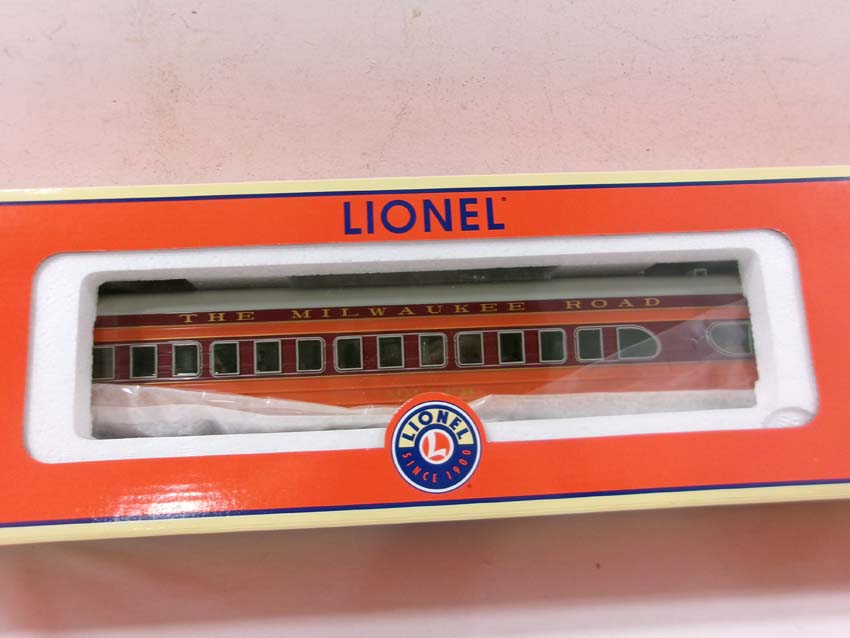 LIONEL
THE MILWAUKEE ROAD
LIONEL
L
SINCE 1900